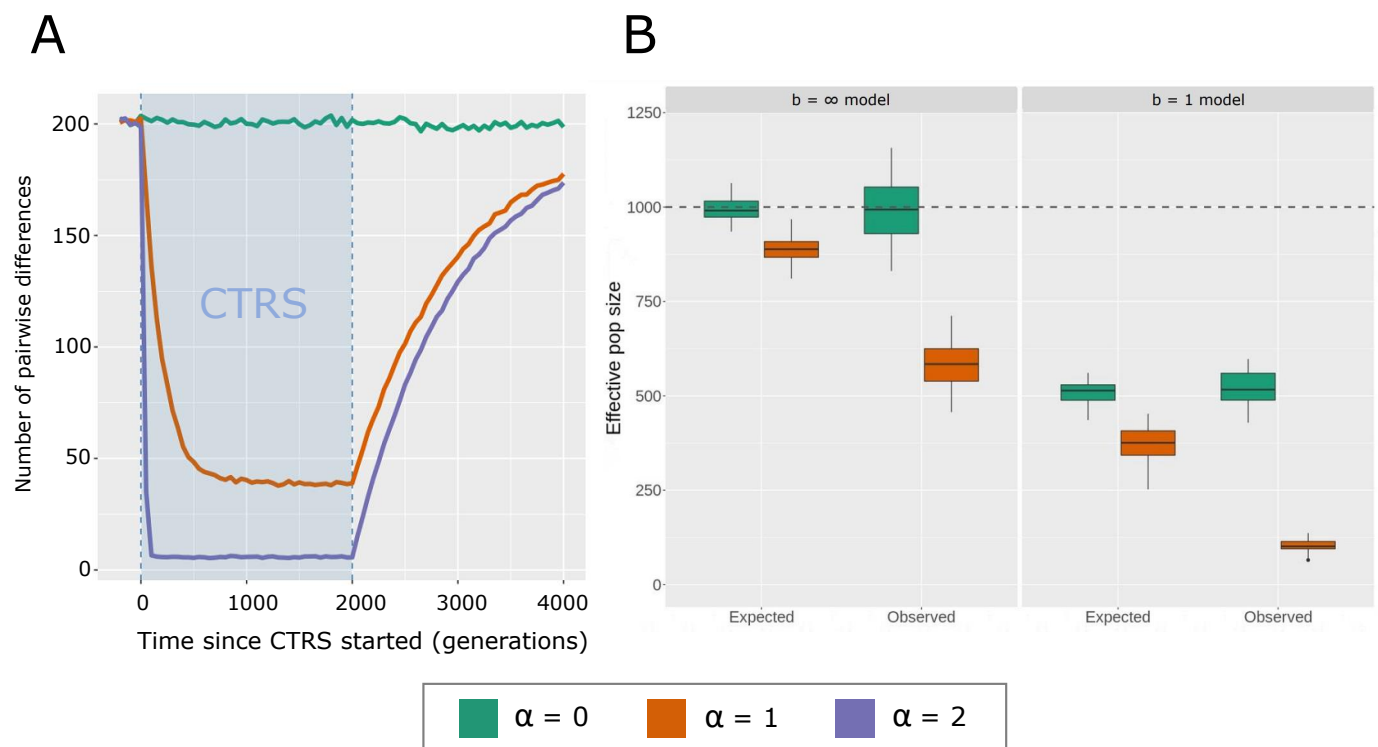 A
Number of pairwise differences
200
150
100
50
0
CTRS
0 1000 2000 3000 4000
Time since CTRS started (generations)
B
b = ∞ model b = 1 model
Effective pop size
1250
1000
750
500
250
0
Expected Observed Expected Observed
α = 0 α = 1 α = 2